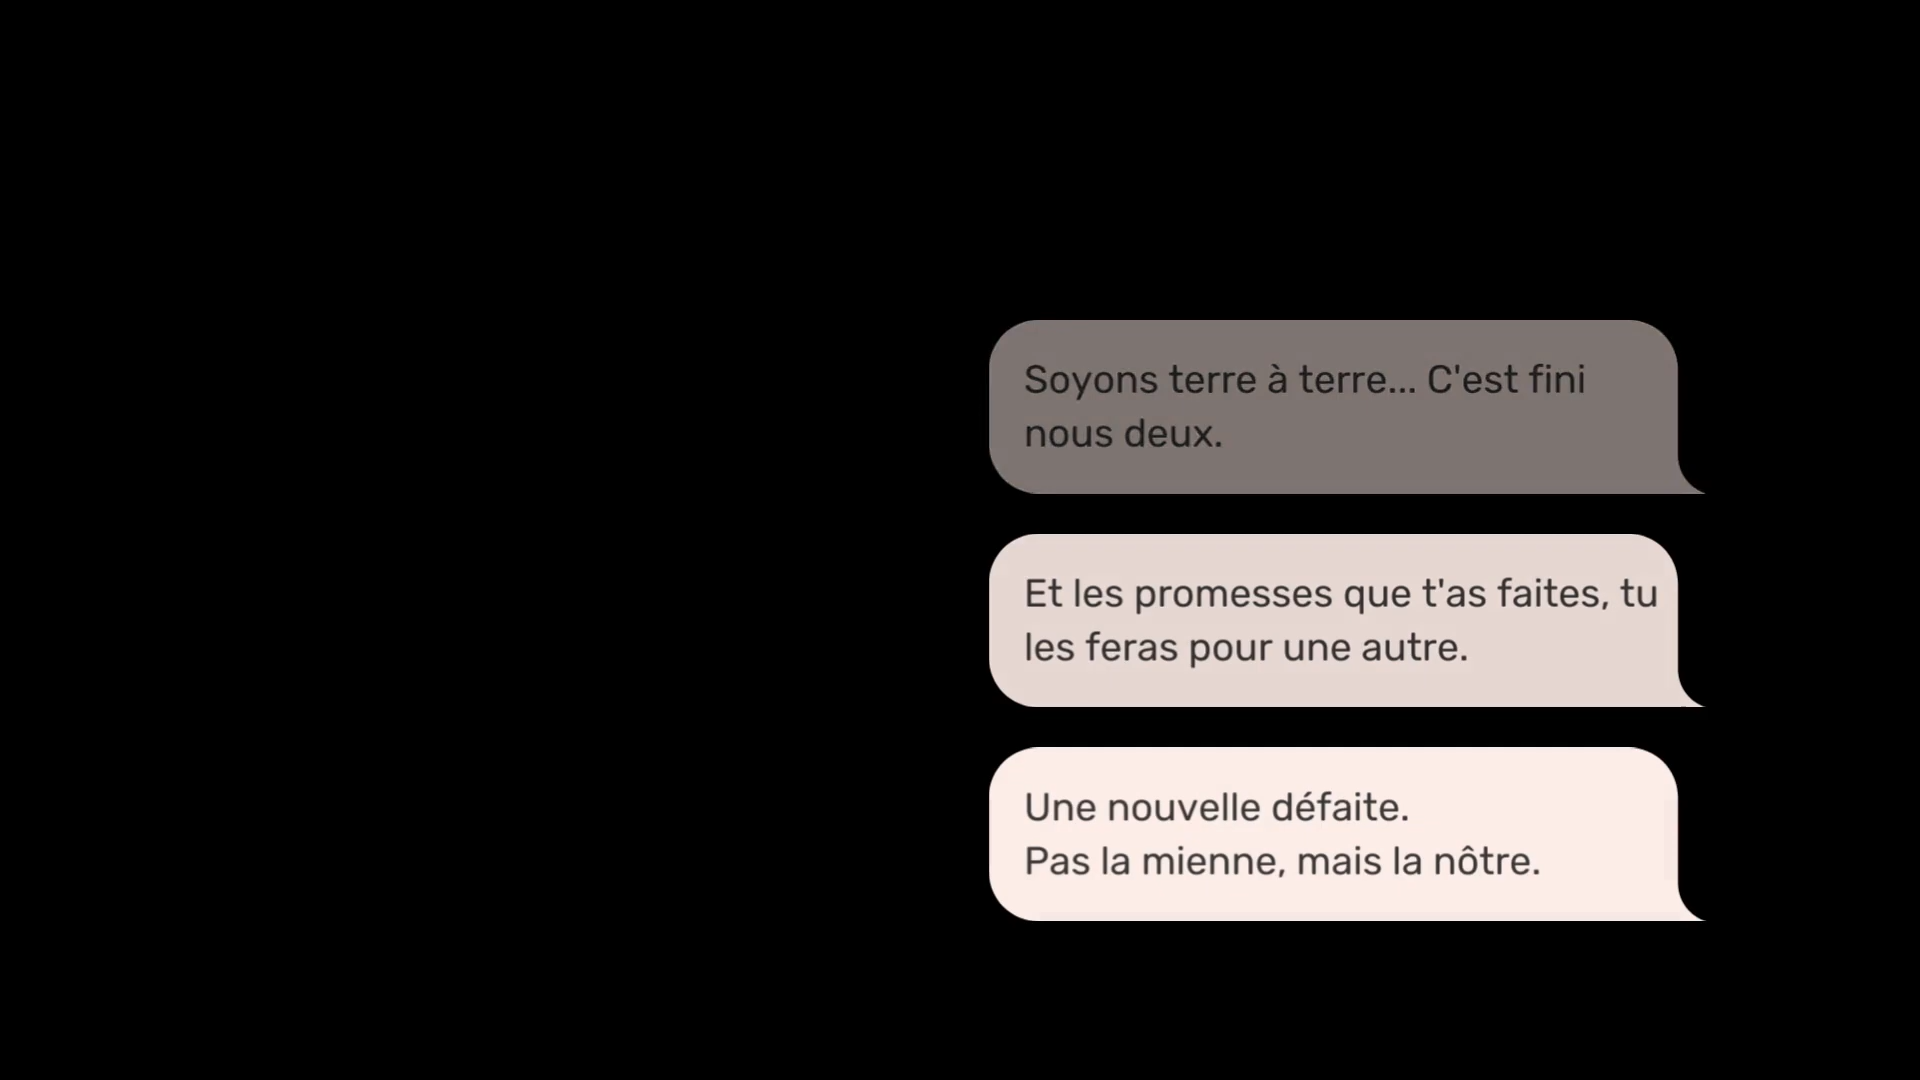 Soyons terre à terre... C'est fini
nous deux.
Et les promesses que t'as faites, tu
les feras pour une autre.
Une nouvelle défaite.
Pas la mienne, mais la nôtre.